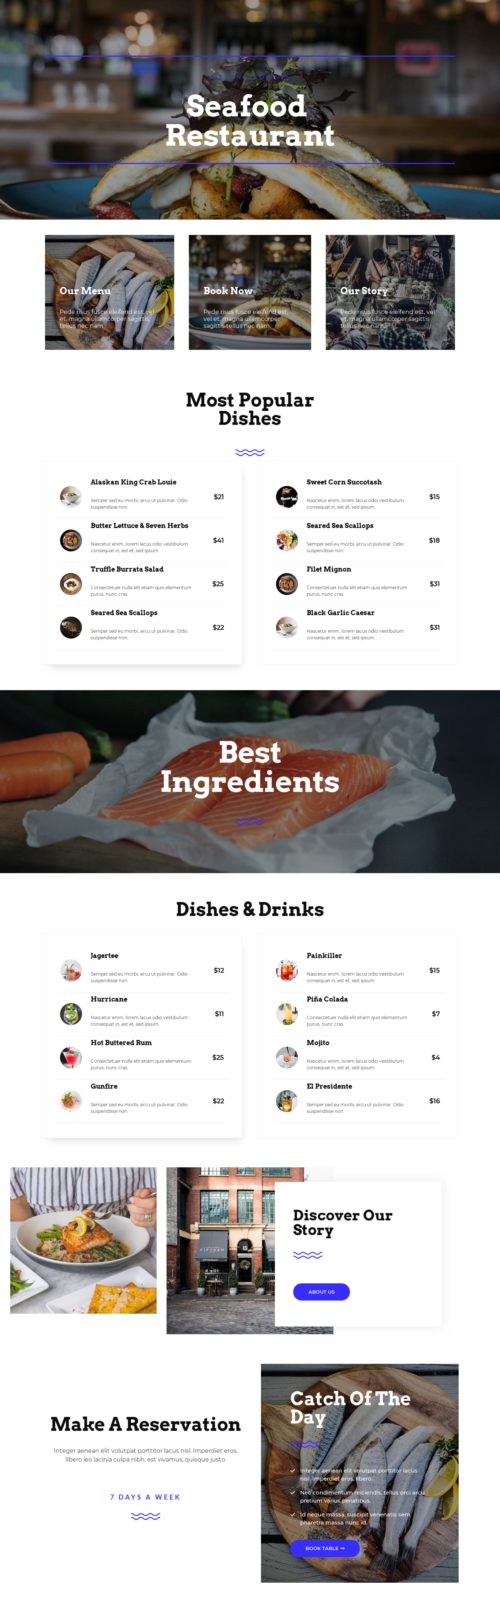 Seafood
Restaurant
Our Menu
Pede risus fusce eleifend est, vel
et, magna ullamcorper sagittis
tellus nec nam.
Book Now
Pede risus fusce eleifend est,
vel et, magna ullamcorper
sagittis tellus nec nam.
Our Story
Pede risus fusce eleifend est, vel
et, magna ullamcorper sagittis
tellus nec nam.
Most Popular
Dishes
Alaskan King Crab Louie
Semper sed eu morbi, arcu ut pulvinar. Odio
suspendisse non
$21
Butter Lettuce & Seven Herbs
Nascetur enim, lorem lacus odio vestibulum
consequat in, est et, sed ipsum
$41
Truffle Burrata Salad
Consectetuer nulla elit etiam quis elementum
purus, nunc cras
$25
Seared Sea Scallops
Semper sed eu morbi, arcu ut pulvinar. Odio
suspendisse non
$22
Sweet Corn Succotash
Nascetur enim, lorem lacus odio vestibulum
consequat in, est et, sed ipsum
$15
Seared Sea Scallops
Semper sed eu morbi, arcu ut pulvinar. Odio
suspendisse non
$18
Filet Mignon
Consectetuer nulla elit etiam quis elementum
purus, nunc cras
$31
Black Garlic Caesar
Nascetur enim, lorem lacus odio vestibulum
consequat in, est et, sed ipsum
$31
Best
Ingredients
Dishes & Drinks
Jagertee
Semper sed eu morbi, arcu ut pulvinar. Odio
suspendisse non
$12
Hurricane
Nascetur enim, lorem lacus odio vestibulum
consequat in, est et, sed ipsum
$11
Hot Buttered Rum
Consectetuer nulla elit etiam quis elementum
purus, nunc cras
$25
Gunfire
Semper sed eu morbi, arcu ut pulvinar. Odio
suspendisse non
$22
Painkiller
Nascetur enim, lorem lacus odio vestibulum
consequat in, est et, sed ipsum
$15
Piña Colada
Consectetuer nulla elit etiam quis elementum
purus, nunc cras
$7
Mojito
Nascetur enim, lorem lacus odio vestibulum
consequat in, est et, sed ipsum
$4
El Presidente
Semper sed eu morbi, arcu ut pulvinar. Odio
suspendisse non
$16
Discover Our
Story
ABOUT US
Make A Reservation
Integer aenean elit volutpat porttitor lacus nisl. Imperdiet eros,
libero leo lacinia culpa nibh, est vivamus, quisque justo.
7 DAYS A WEEK
Catch Of The
Day
Integer aenean elit volutpat porttitor lacus
nisl. Imperdiet eros, libero.
Nec condimentum reiciendis, tellus orci arcu
pretium varius penatibus.
Id neque massa, suscipit venenatis sem
pharetra massa nunc id.
BOOK TABLE